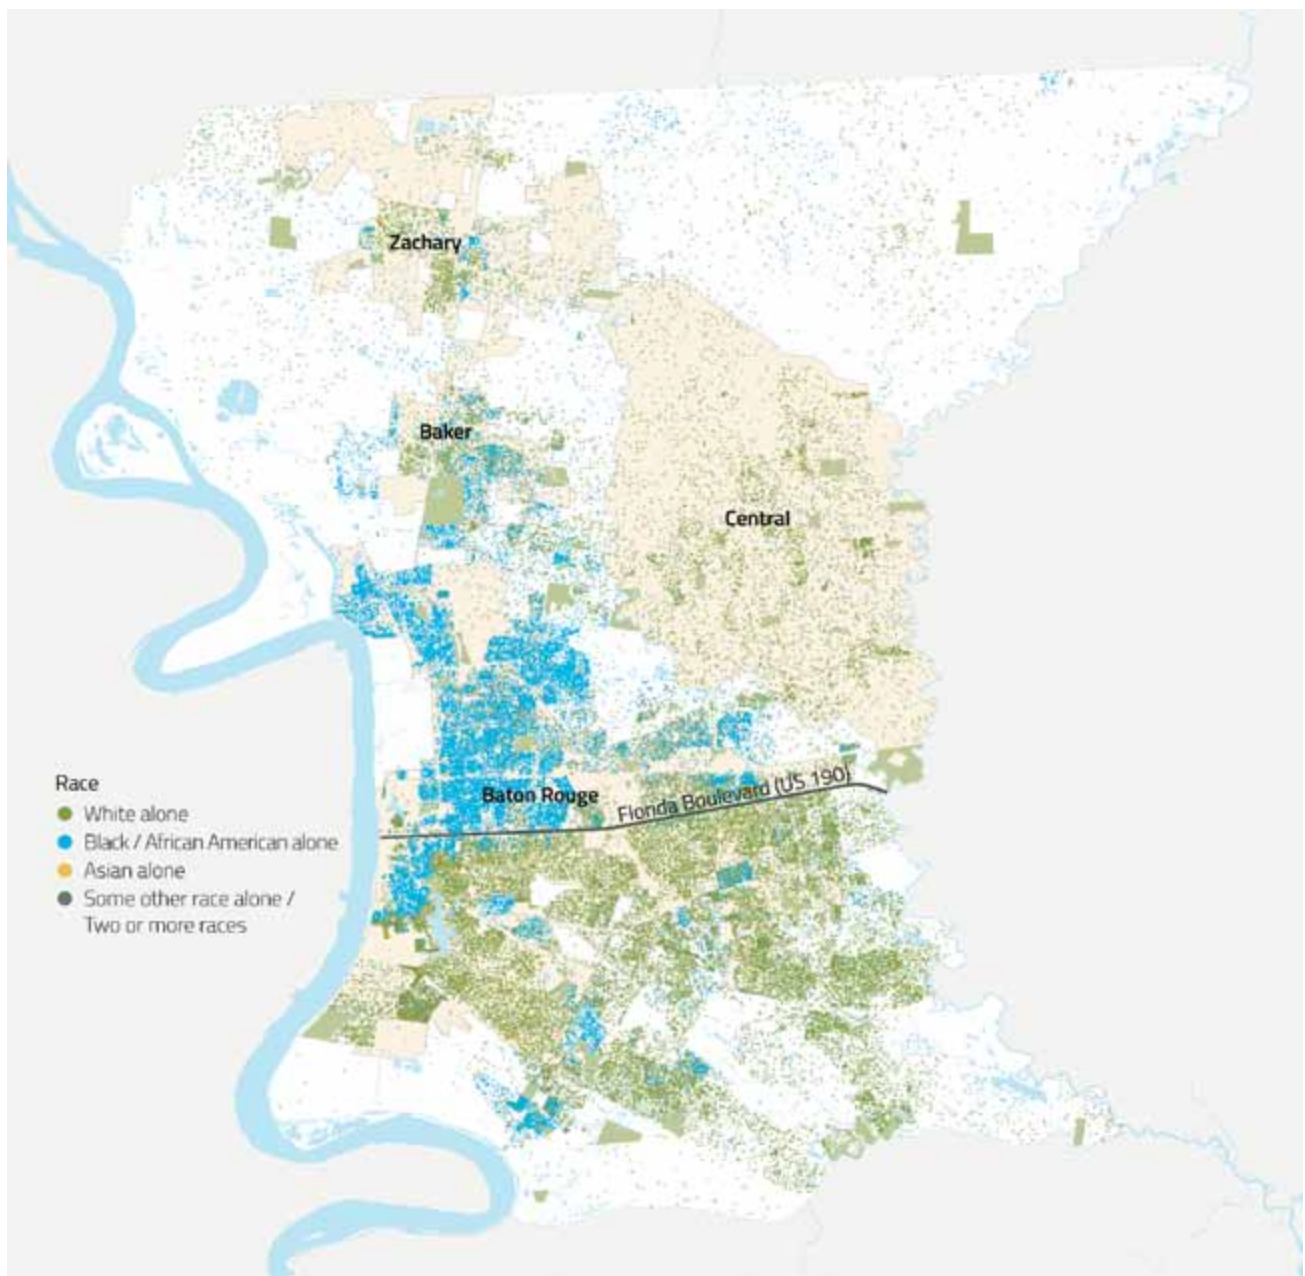 Zachary
Baker
Central
Baton Rouge
Florida Boulevard (US 190)
Race
White alone
Black / African American alone
Asian alone
Some other race alone /
Two or more races